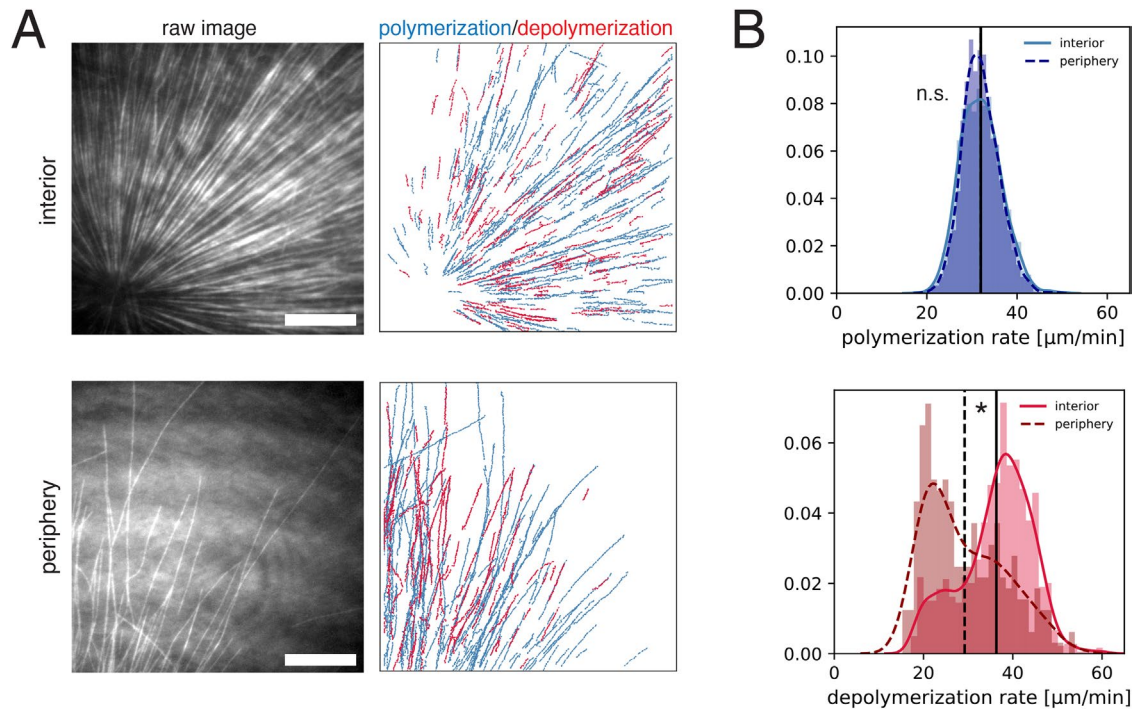 A
raw image
polymerization/depolymerization
interior
periphery
B
0.10
0.08
0.06
0.04
0.02
0.00
n.s.
interior
periphery
0 20 40 60
polymerization rate [µm/min]
0.06
0.04
0.02
0.00
*
interior
periphery
0 20 40 60
depolymerization rate [µm/min]